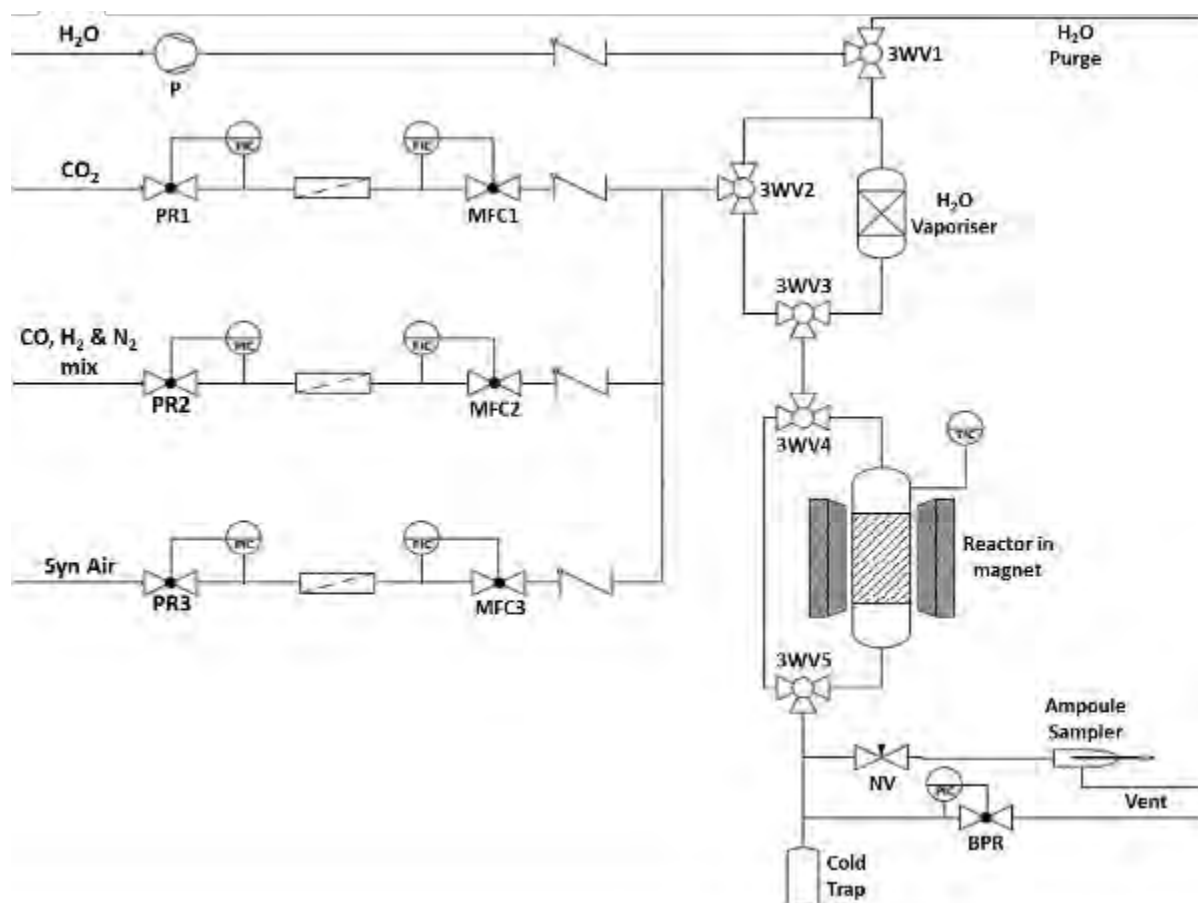 H₂O
P
3WV1
H₂O
Purge
PIC
FIC
CO₂
PR1
MFC1
3WV2
H₂O
Vaporiser
3WV3
CO, H₂ & N₂
mix
PIC
FIC
PR2
MFC2
3WV4
TIC
Syn Air
PIC
FIC
PR3
MFC3
Reactor in
magnet
3WV5
Ampoule
Sampler
NV
PIC
Vent
BPR
Cold
Trap